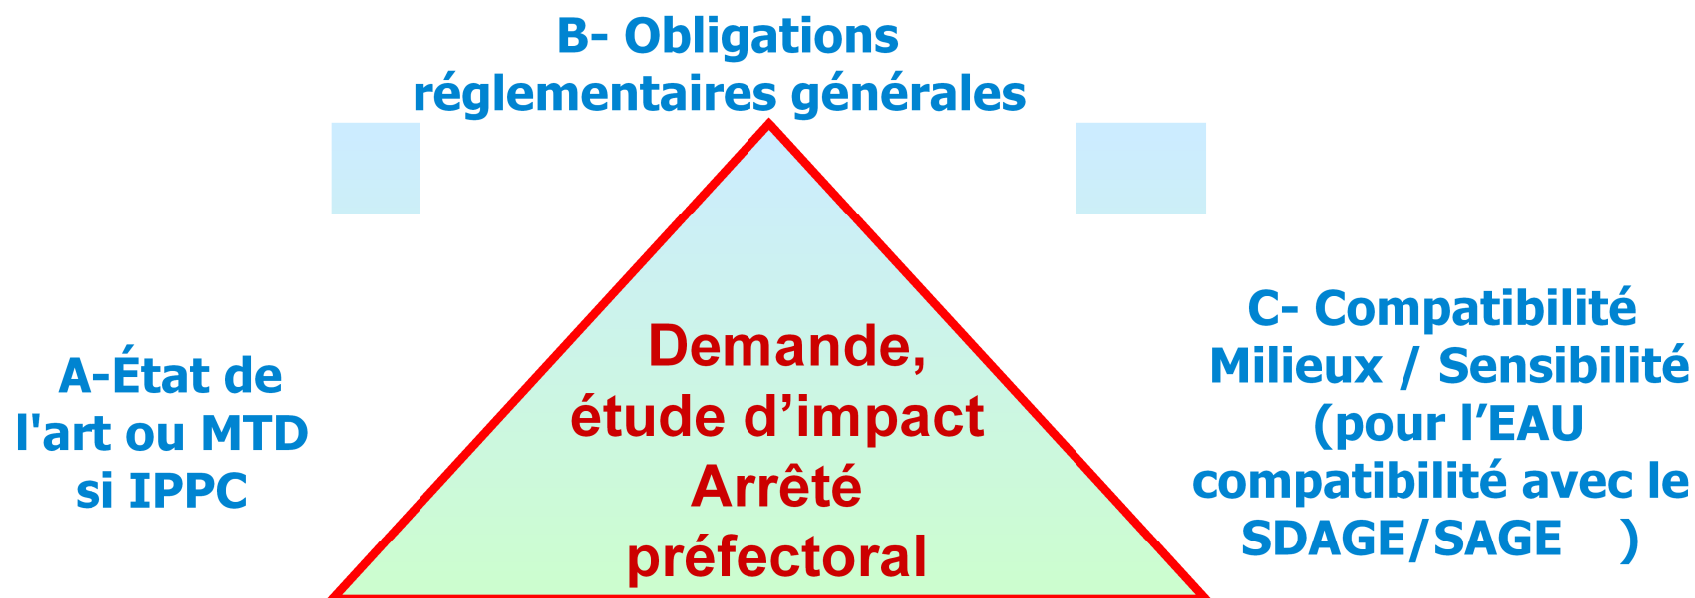 B- Obligations
réglementaires générales
A-État de
l'art ou MTD
si IPPC
Demande,
étude d’impact
Arrêté
préfectoral
C- Compatibilité
Milieux / Sensibilité
(pour l’EAU
compatibilité avec le
SDAGE/SAGE )